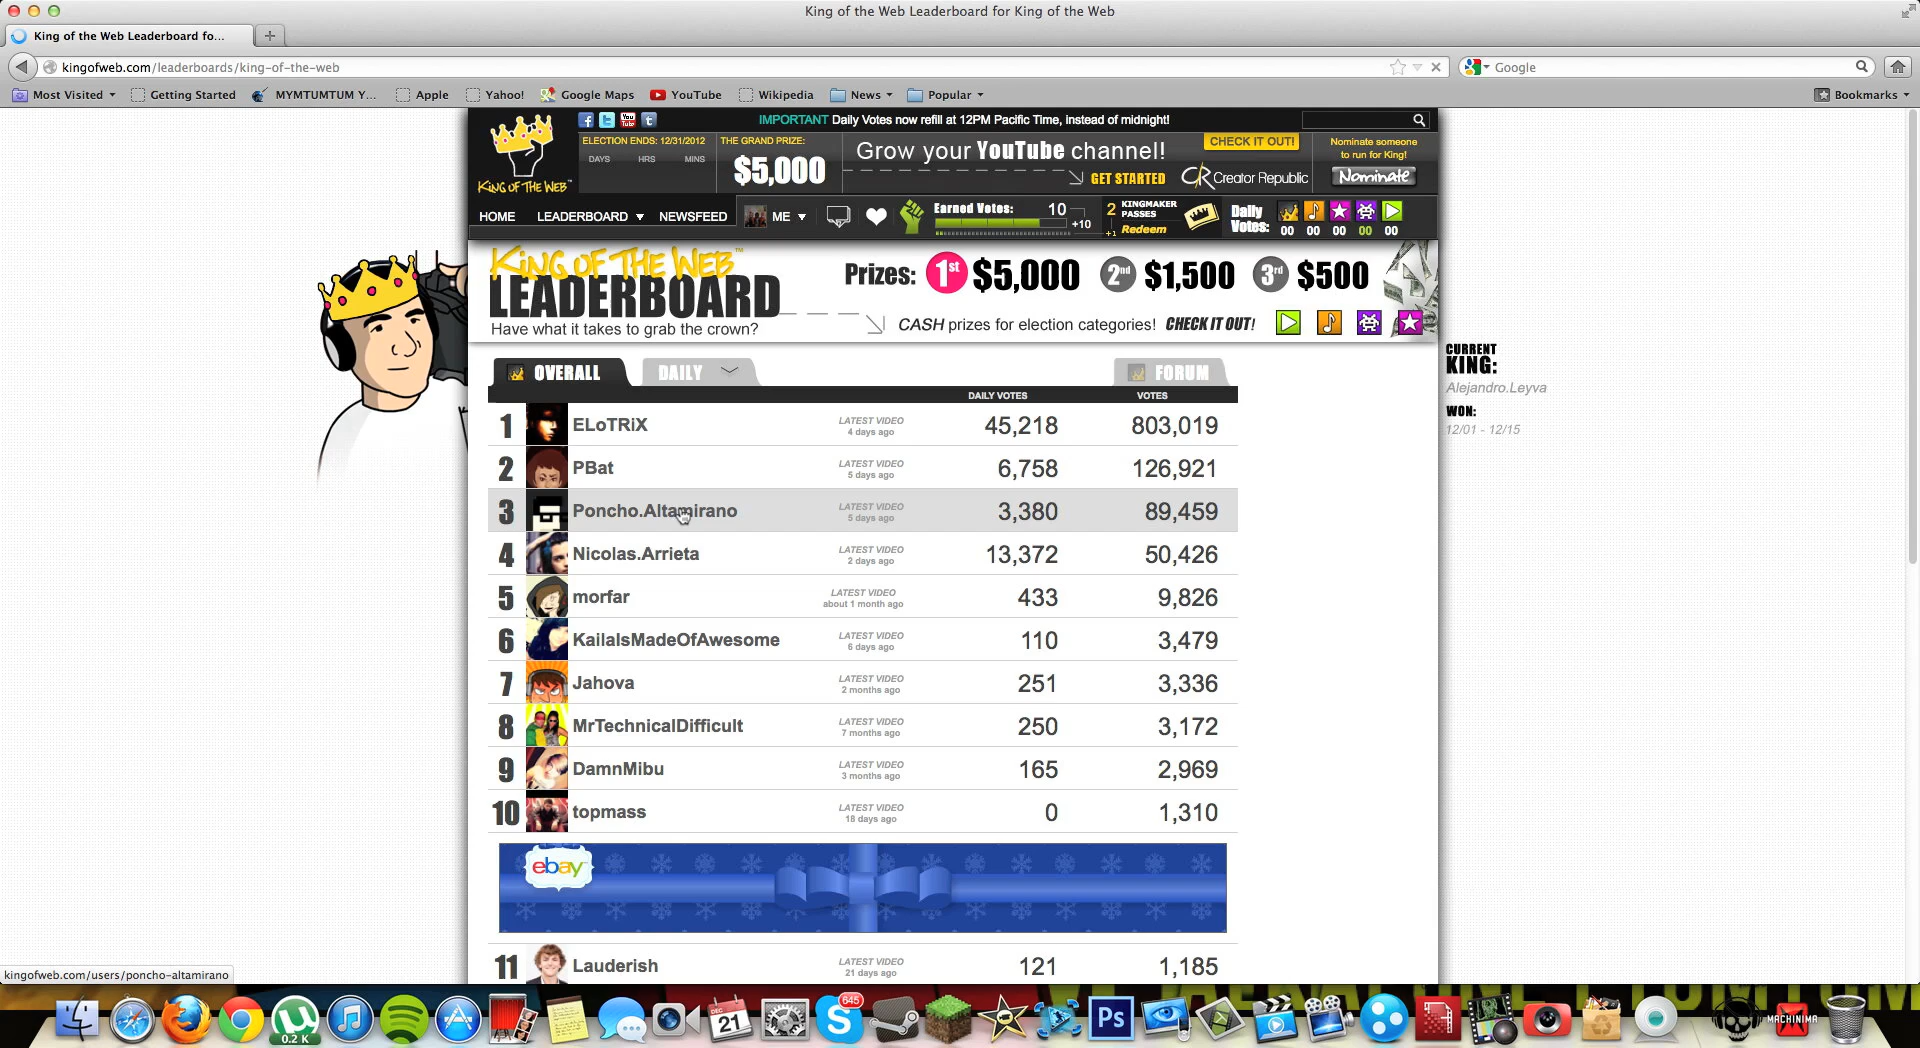 King of the Web Leaderboard for King of the Web
King of the Web Leaderboard fo...
kingofweb.com/leaderboards/king-of-the-web
Google
Most Visited
Getting Started
MYMTUMTUM Y...
Apple
Yahoo!
Google Maps
YouTube
Wikipedia
News
Popular
Bookmarks
IMPORTANT Daily Votes now refill at 12PM Pacific Time, instead of midnight!
KING OF THE WEB
ELECTION ENDS: 12/31/2012
DAYS HRS MINS
THE GRAND PRIZE:
$5,000
Grow your YouTube channel!
CHECK IT OUT!
GET STARTED
Creator Republic
Nominate someone
to run for King!
Nominate
HOME
LEADERBOARD
NEWSFEED
ME
Earned Votes: 10
+10
2 KINGMAKER
PASSES
+1 Redeem
Daily
Votes:
00 00 00 00 00
KING OF THE WEB
LEADERBOARD
Have what it takes to grab the crown?
Prizes: 1st $5,000 2nd $1,500 3rd $500
CASH prizes for election categories! CHECK IT OUT!
OVERALL
DAILY
FORUM
DAILY VOTES VOTES
1 ELoTRiX LATEST VIDEO 4 days ago 45,218 803,019
2 PBat LATEST VIDEO 5 days ago 6,758 126,921
3 Poncho.Altamirano LATEST VIDEO 5 days ago 3,380 89,459
4 Nicolas.Arrieta LATEST VIDEO 2 days ago 13,372 50,426
5 morfar LATEST VIDEO about 1 month ago 433 9,826
6 KailaIsMadeOfAwesome LATEST VIDEO 6 days ago 110 3,479
7 Jahova LATEST VIDEO 2 months ago 251 3,336
8 MrTechnicalDifficult LATEST VIDEO 7 months ago 250 3,172
9 DamnMibu LATEST VIDEO 3 months ago 165 2,969
10 topmass LATEST VIDEO 18 days ago 0 1,310
ebay
11 Lauderish LATEST VIDEO 21 days ago 121 1,185
CURRENT
KING:
Alejandro.Leyva
WON:
12/01 - 12/15
kingofweb.com/users/poncho-altamirano
0.2 K
DEC
21
645
Ps
MACHINIMA